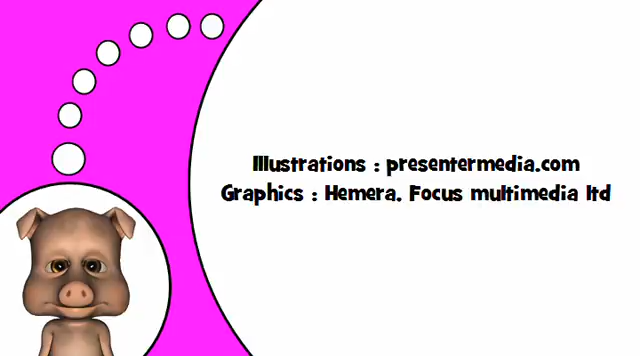 Illustrations : presentermedia.com
Graphics : Hemera. Focus multimedia ltd